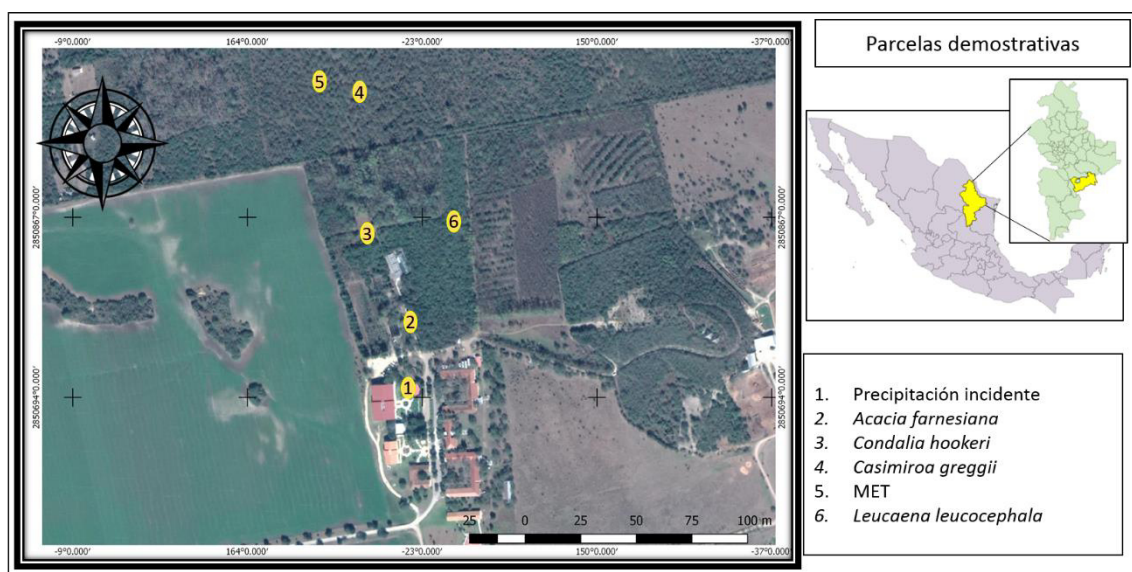 Parcelas demostrativas
-9°0.000' 164°0.000' -23°0.000' 150°0.000' -37°0.000'
5
4
2850867°0.000' 2850867°0.000'
6
3
2
2850694°0.000' 2850694°0.000'
1
25 0 25 50 75 100 m
-9°0.000' 164°0.000' -23°0.000' 150°0.000' -37°0.000'
1. Precipitación incidente
2. Acacia farnesiana
3. Condalia hookeri
4. Casimiroa greggii
5. MET
6. Leucaena leucocephala